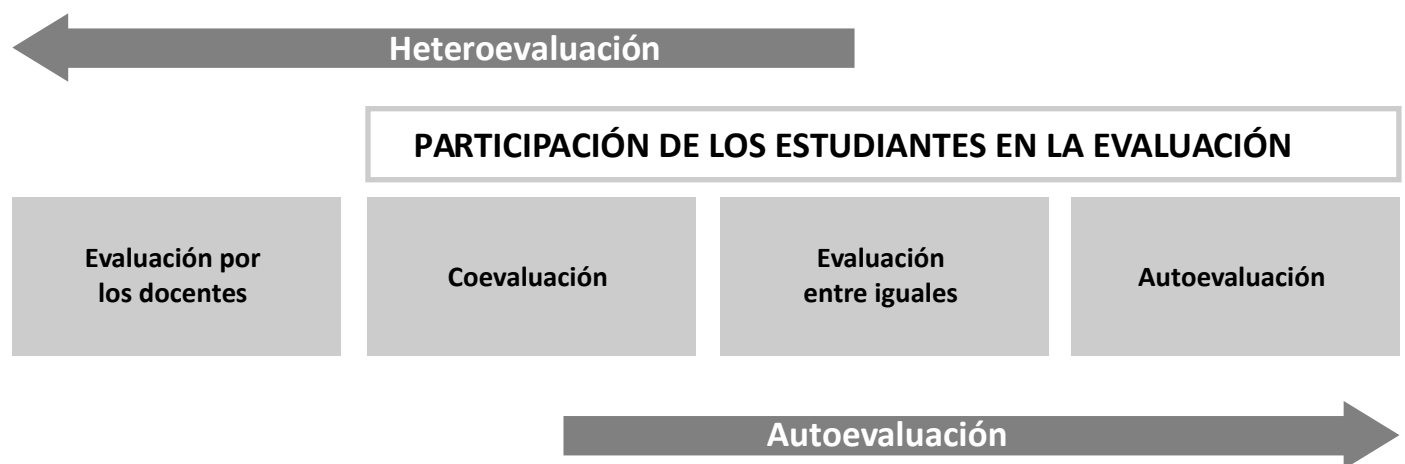 Heteroevaluación
PARTICIPACIÓN DE LOS ESTUDIANTES EN LA EVALUACIÓN
Evaluación por
los docentes
Coevaluación
Evaluación
entre iguales
Autoevaluación
Autoevaluación